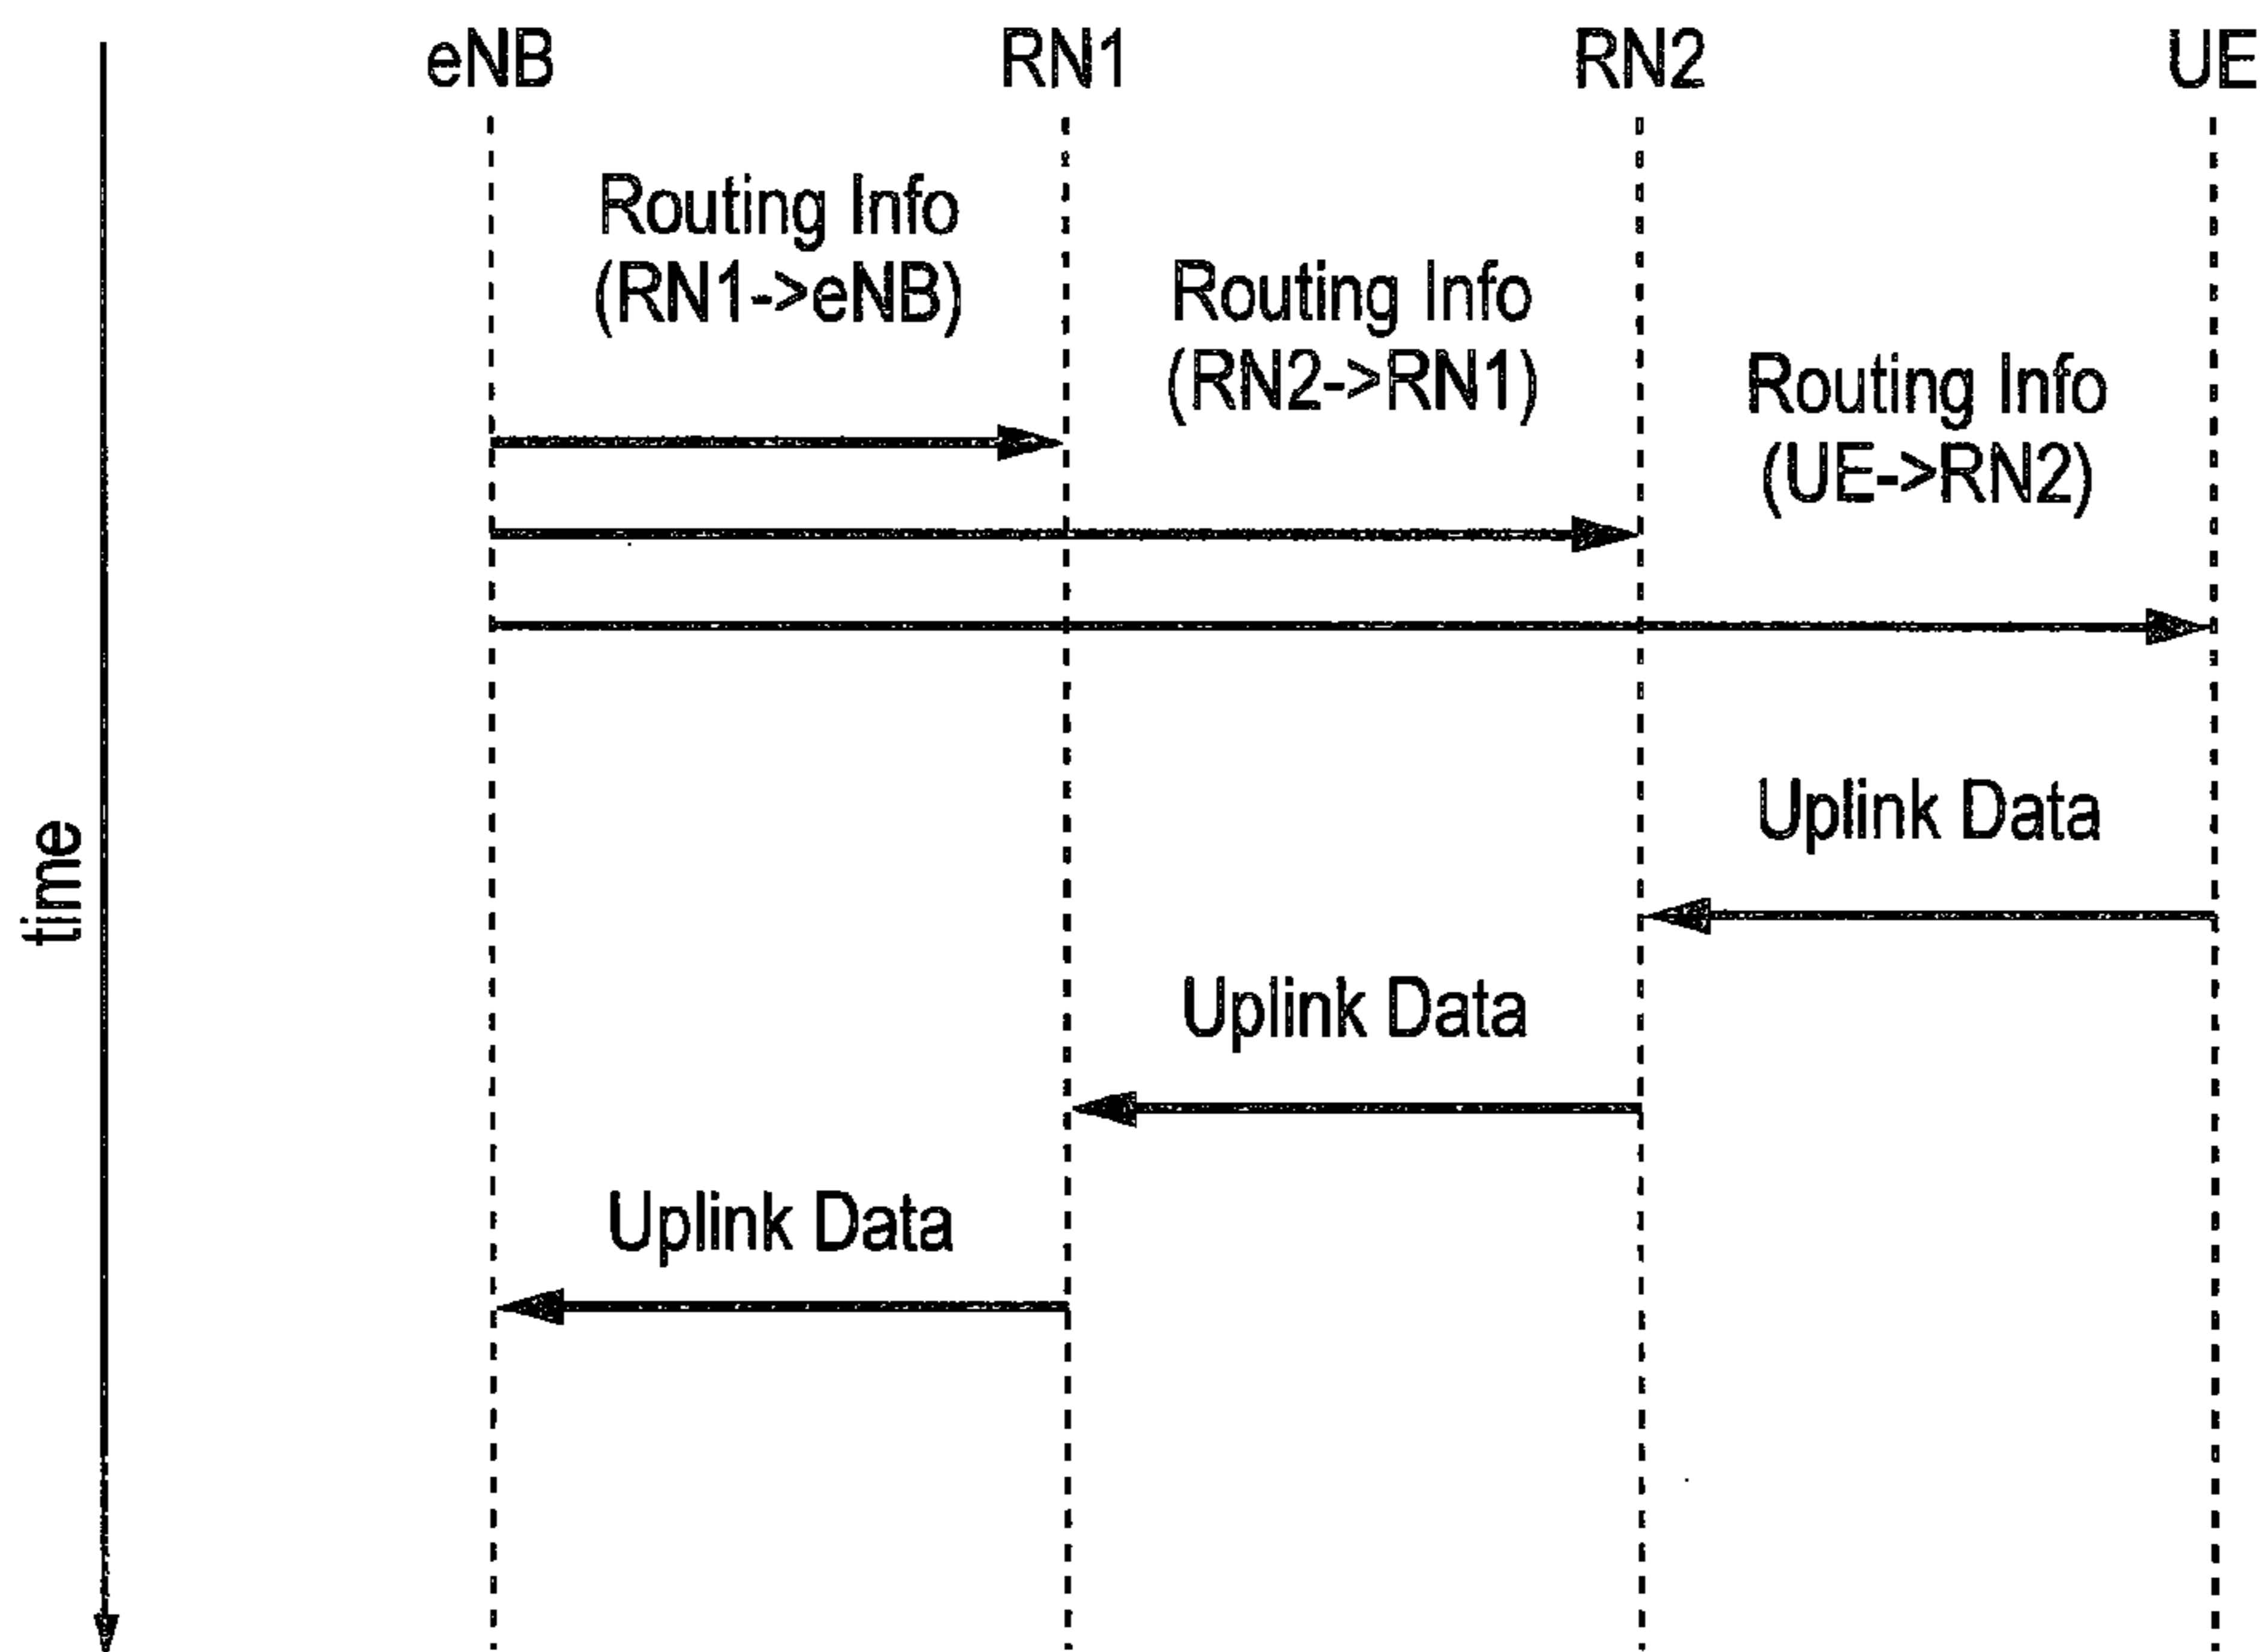 eNB
RN1
RN2
UE
Routing Info
(RN1->eNB)
Routing Info
(RN2->RN1)
Routing Info
(UE->RN2)
time
Uplink Data
Uplink Data
Uplink Data